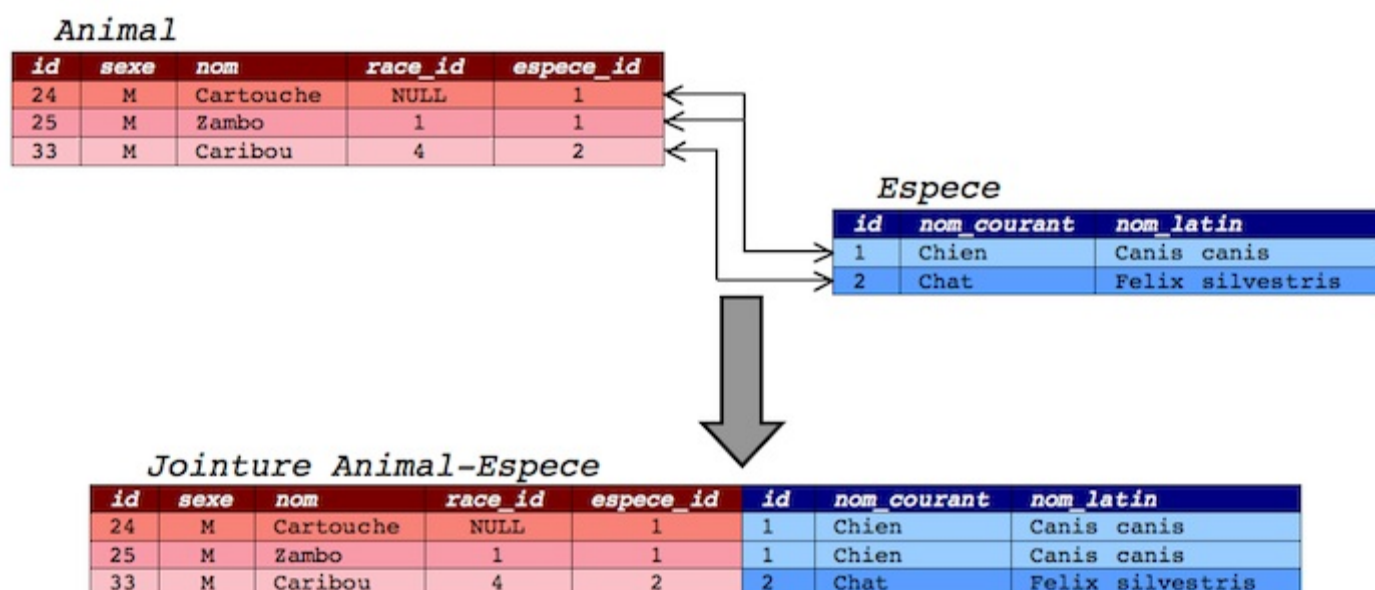 Animal
id sexe nom race_id espece_id
24 M Cartouche NULL 1
25 M Zambo 1 1
33 M Caribou 4 2
Espece
id nom_courant nom_latin
1 Chien Canis canis
2 Chat Felix silvestris
Jointure Animal-Espece
id sexe nom race_id espece_id id nom_courant nom_latin
24 M Cartouche NULL 1 1 Chien Canis canis
25 M Zambo 1 1 1 Chien Canis canis
33 M Caribou 4 2 2 Chat Felix silvestris